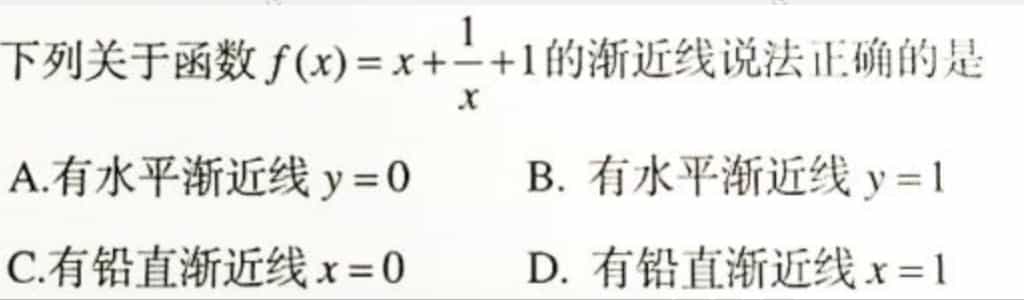 下列关于函数 f(x) = x + 1/x + 1 的渐近线说法正确的是
A.有水平渐近线 y = 0 B. 有水平渐近线 y = 1
C.有铅直渐近线 x = 0 D. 有铅直渐近线 x = 1